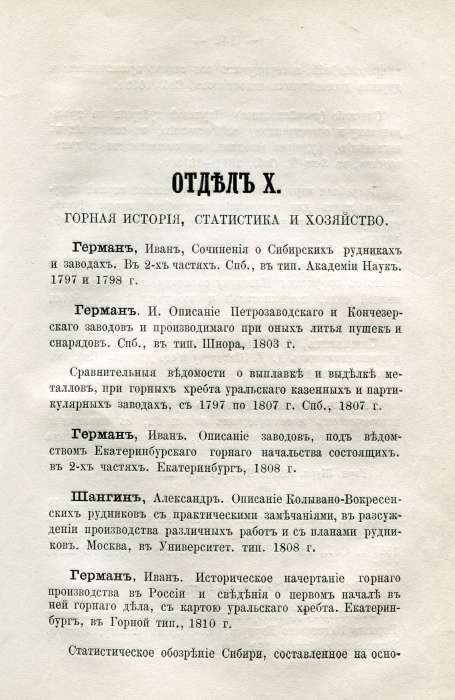 ОТДѢЛЪ X.
ГОРНАЯ ИСТОРІЯ, СТАТИСТИКА И ХОЗЯЙСТВО.
Германъ, Иванъ, Сочиненія о Сибирскихъ рудникахъ
и заводахъ. Въ 2-хъ частяхъ. Спб., въ тип. Академіи Наукъ.
1797 и 1798 г.
Германъ. И. Описаніе Петрозаводскаго и Кончезер-
скаго заводовъ и производимаго при оныхъ литья пушекъ и
снарядовъ. Спб., въ тип. Шнора, 1803 г.
Сравнительныя вѣдомости о выплавкѣ и выдѣлкѣ ме-
талловъ, при горныхъ хребта уральскаго казенныхъ и парти-
кулярныхъ заводахъ, съ 1797 по 1807 г. Спб., 1807 г.
Германъ, Иванъ. Описаніе заводовъ, подъ вѣдом-
ствомъ Екатеринбурскаго горнаго начальства состоящихъ.
въ 2-хъ частяхъ. Екатеринбургъ, 1808 г.
Шангинъ, Александръ. Описаніе Колывано-Вокресен-
скихъ рудниковъ съ практическими замѣчаніями, въ разсу-
жденіи производства различныхъ работъ и съ планами рудни-
ковъ. Москва, въ Университет. тип. 1808 г.
Германъ, Иванъ. Историческое начертаніе горнаго
производства въ Россіи и свѣдѣнія о первомъ началѣ въ
ней горнаго дѣла, съ картою уральскаго хребта. Екатерин-
бургъ, въ Горной тип., 1810 г.
Статистическое обозрѣніе Сибири, составленное на осно-